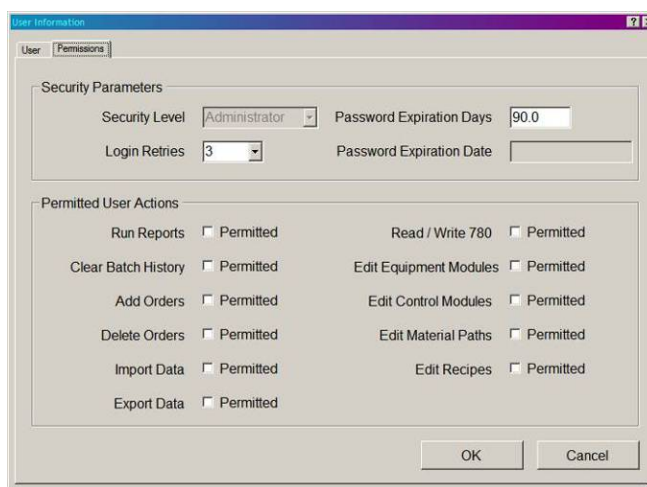 User Information
User Permissions
Security Parameters
Security Level Administrator Password Expiration Days 90.0
Login Retries 3 Password Expiration Date
Permitted User Actions
Run Reports Permitted Read / Write 780 Permitted
Clear Batch History Permitted Edit Equipment Modules Permitted
Add Orders Permitted Edit Control Modules Permitted
Delete Orders Permitted Edit Material Paths Permitted
Import Data Permitted Edit Recipes Permitted
Export Data Permitted
OK Cancel